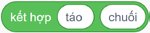 kết hợp táo chuối